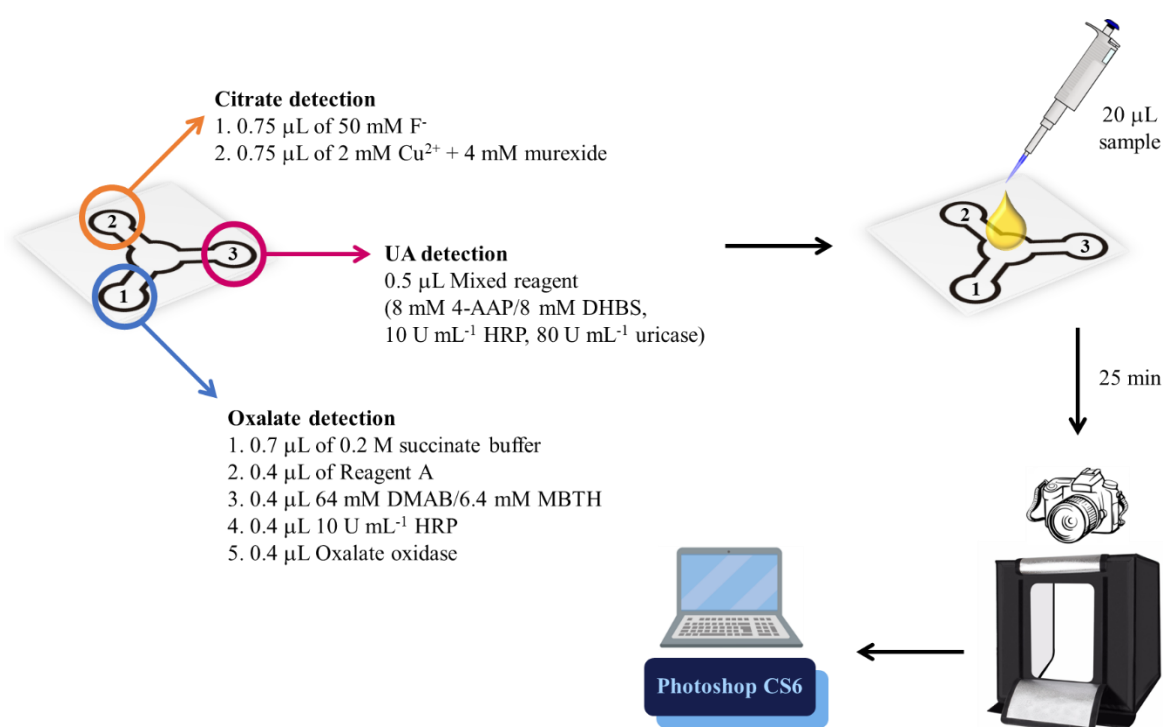 Citrate detection
1. 0.75 μL of 50 mM F⁻
2. 0.75 μL of 2 mM Cu²⁺ + 4 mM murexide
2
3
1
UA detection
0.5 μL Mixed reagent
(8 mM 4-AAP/8 mM DHBS,
10 U mL⁻¹ HRP, 80 U mL⁻¹ uricase)
Oxalate detection
1. 0.7 μL of 0.2 M succinate buffer
2. 0.4 μL of Reagent A
3. 0.4 μL 64 mM DMAB/6.4 mM MBTH
4. 0.4 μL 10 U mL⁻¹ HRP
5. 0.4 μL Oxalate oxidase
20 μL
sample
2
3
1
25 min
Photoshop CS6